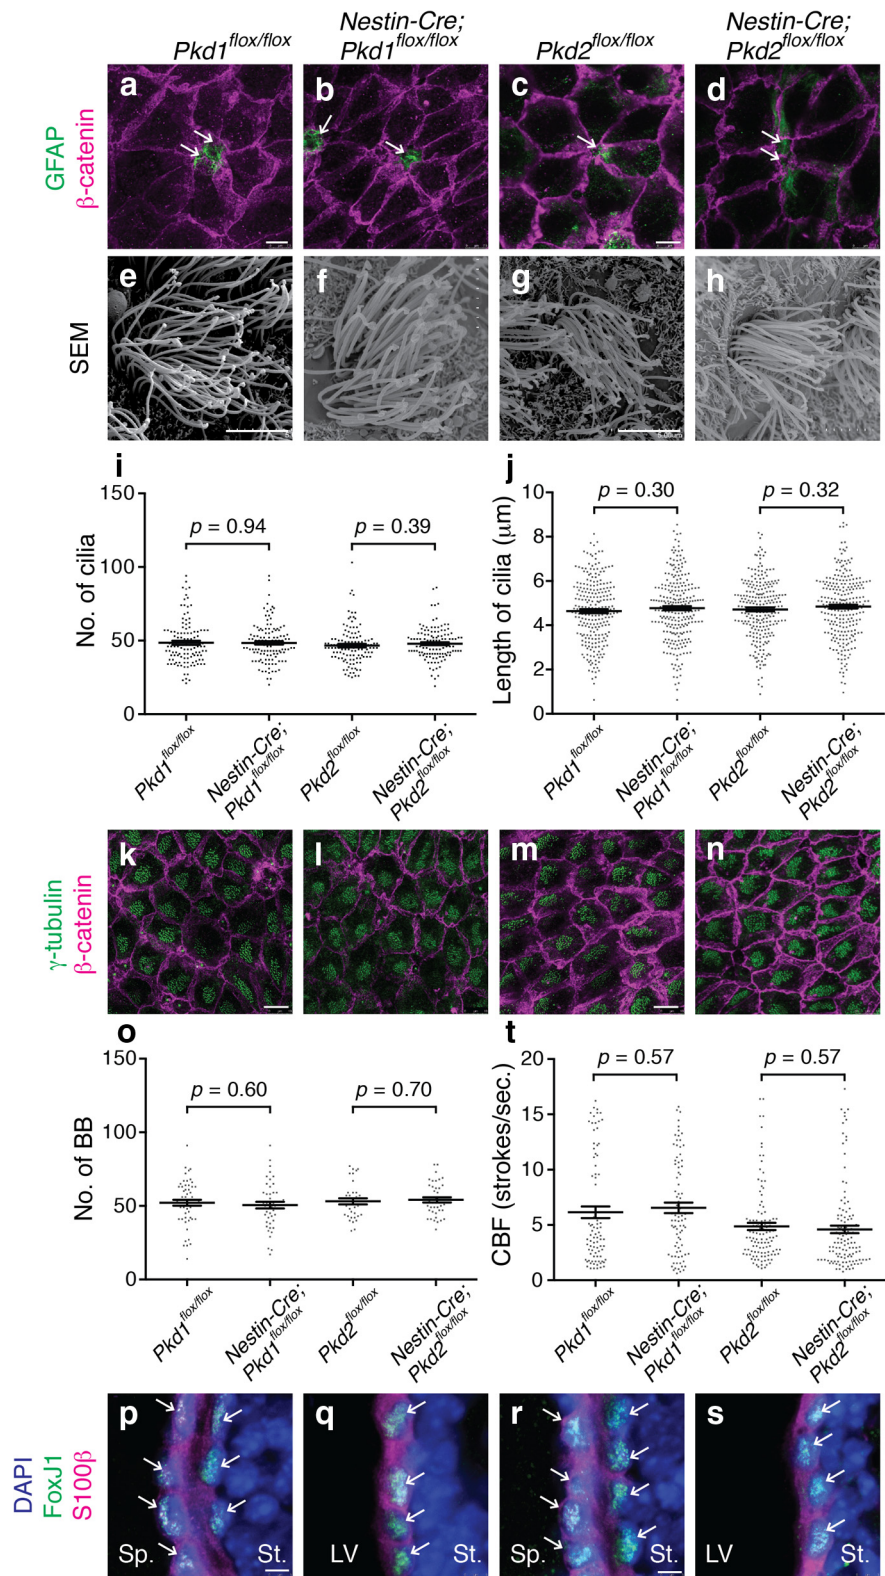 Pkd1flox/flox
Nestin-Cre;
Pkd1flox/flox
Pkd2flox/flox
Nestin-Cre;
Pkd2flox/flox
GFAP
β-catenin
a
b
c
d
SEM
e
f
g
h
5.00um
i
No. of cilia
150
100
50
0
p = 0.94
p = 0.39
Pkd1flox/flox
Nestin-Cre;
Pkd1flox/flox
Pkd2flox/flox
Nestin-Cre;
Pkd2flox/flox
j
Length of cilia (μm)
10
8
6
4
2
0
p = 0.30
p = 0.32
Pkd1flox/flox
Nestin-Cre;
Pkd1flox/flox
Pkd2flox/flox
Nestin-Cre;
Pkd2flox/flox
γ-tubulin
β-catenin
k
l
m
n
o
No. of BB
150
100
50
0
p = 0.60
p = 0.70
Pkd1flox/flox
Nestin-Cre;
Pkd1flox/flox
Pkd2flox/flox
Nestin-Cre;
Pkd2flox/flox
t
CBF (strokes/sec.)
20
15
10
5
0
p = 0.57
p = 0.57
Pkd1flox/flox
Nestin-Cre;
Pkd1flox/flox
Pkd2flox/flox
Nestin-Cre;
Pkd2flox/flox
DAPI
FoxJ1
S100β
p
Sp.
St.
q
LV
St.
r
Sp.
St.
s
LV
St.